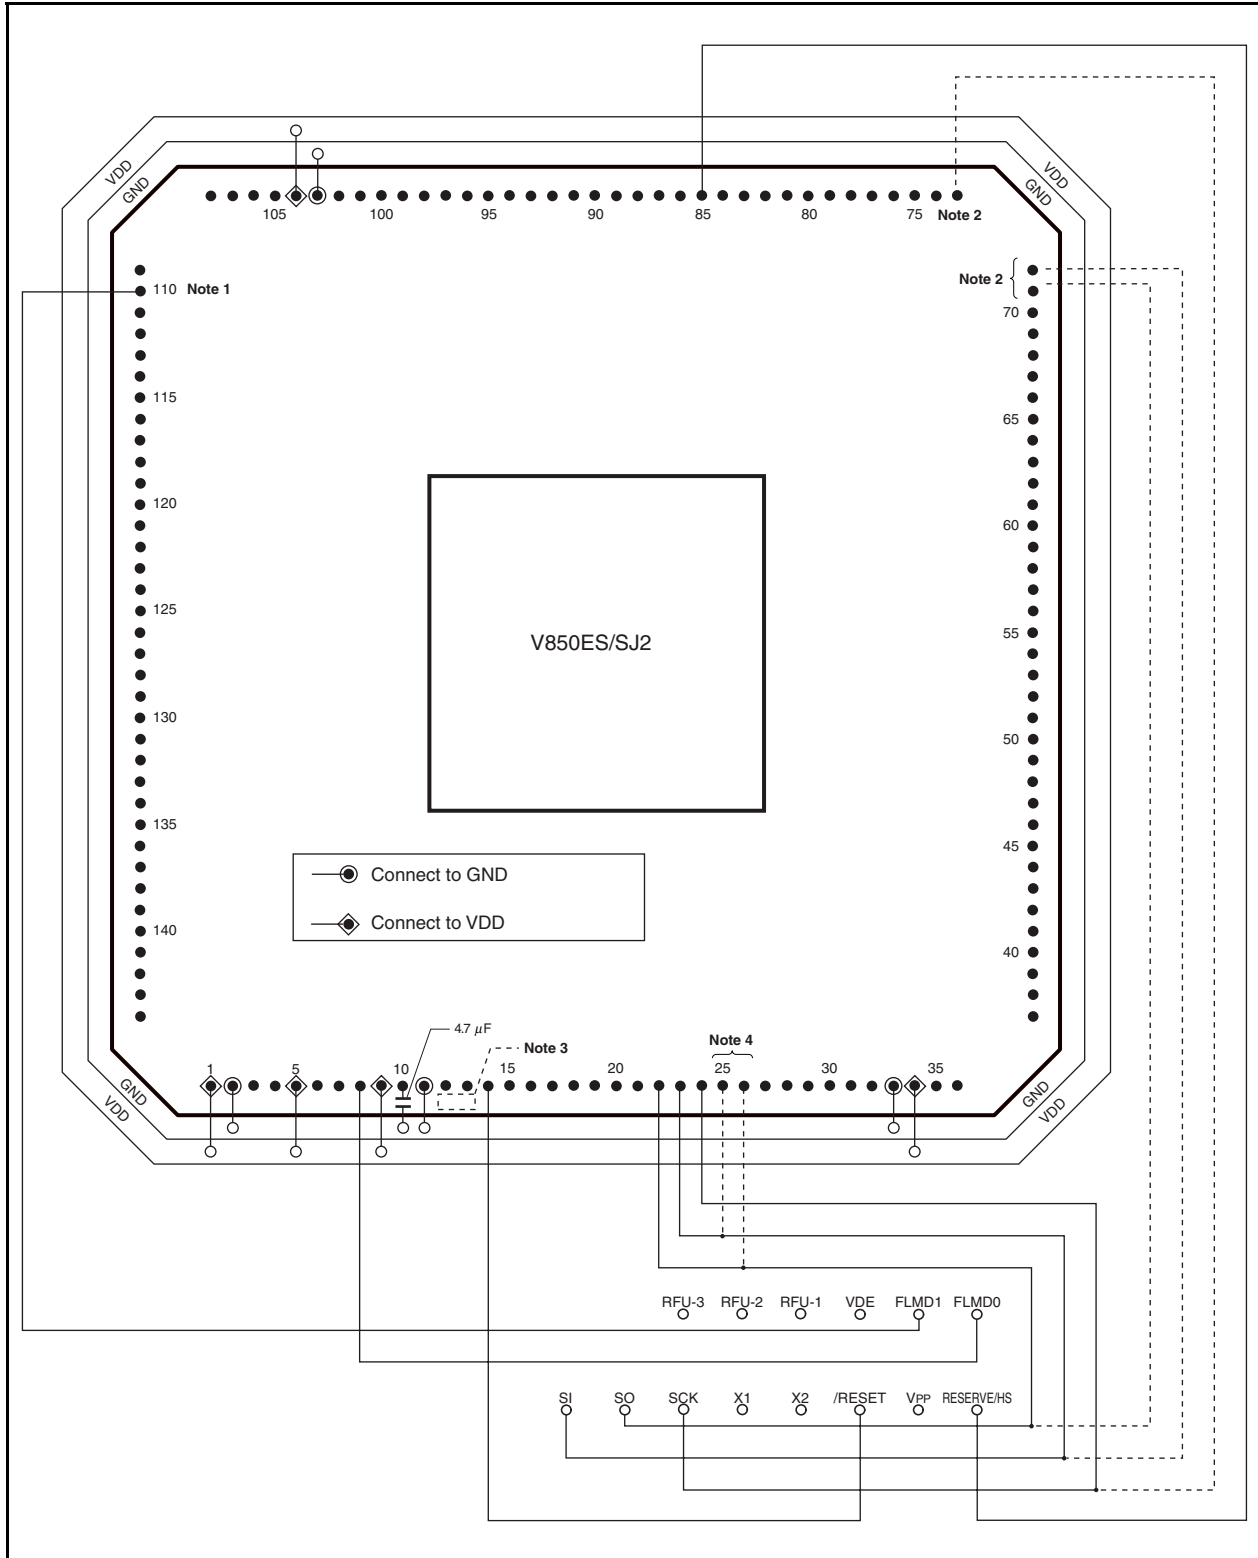 VDD
GND
VDD
GND
105
100
95
90
85
80
75
Note 2
110 Note 1
Note 2
70
115
65
120
60
125
55
V850ES/SJ2
130
50
135
45
Connect to GND
Connect to VDD
140
40
4.7 μF
Note 3
Note 4
1
5
10
15
20
25
30
35
GND
VDD
GND
VDD
RFU-3 RFU-2 RFU-1 VDE FLMD1 FLMD0
SI SO SCK X1 X2 /RESET VPP RESERVE/HS